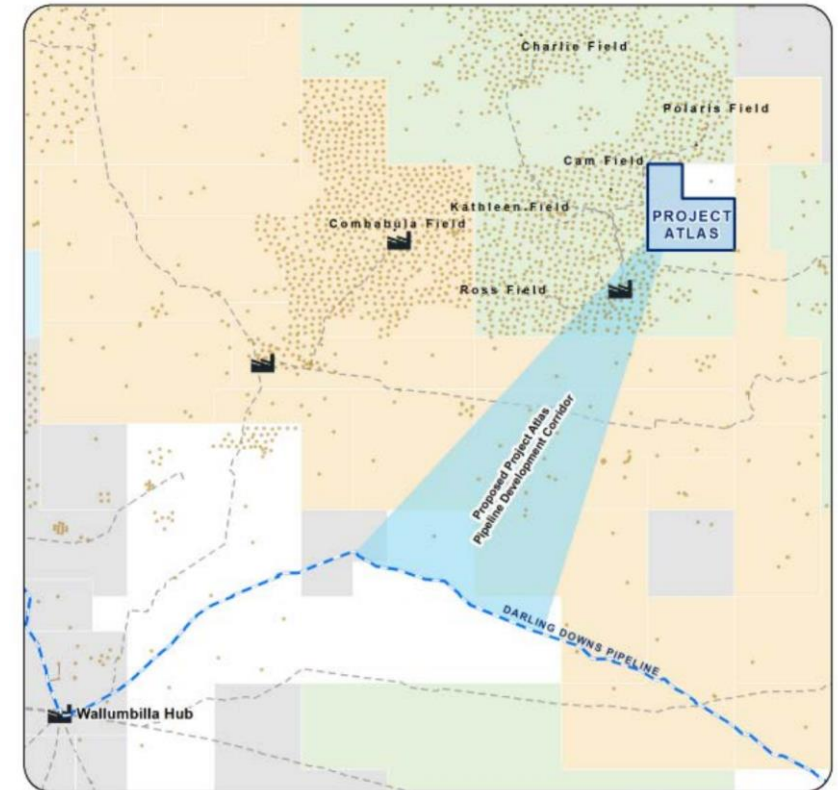 Charlie Field
Polaris Field
Cam Field
Kathleen Field
Combabula Field
PROJECT
ATLAS
Ross Field
Proposed Project Atlas
Pipeline Development Corridor
DARLING DOWNS PIPELINE
Wallumbilla Hub